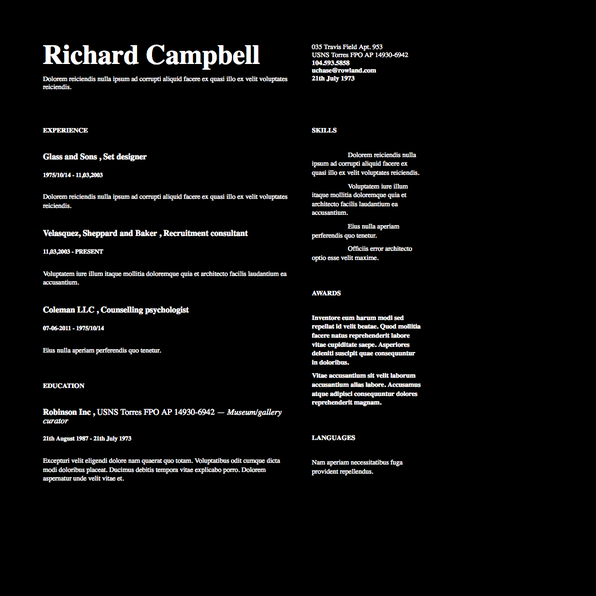 Richard Campbell
Dolorem reiciendis nulla ipsum ad corrupti aliquid facere ex quasi illo ex velit voluptates
reiciendis.
035 Travis Field Apt. 953
USNS Torres FPO AP 14930-6942
104.593.5858
uchase@rowland.com
21th July 1973
EXPERIENCE
Glass and Sons , Set designer
1975/10/14 - 11,03,2003
Dolorem reiciendis nulla ipsum ad corrupti aliquid facere ex quasi illo ex velit voluptates
reiciendis.
Velasquez, Sheppard and Baker , Recruitment consultant
11,03,2003 - PRESENT
Voluptatem iure illum itaque mollitia doloremque quia et architecto facilis laudantium ea
accusantium.
Coleman LLC , Counselling psychologist
07-06-2011 - 1975/10/14
Eius nulla aperiam perferendis quo tenetur.
EDUCATION
Robinson Inc , USNS Torres FPO AP 14930-6942 — Museum/gallery
curator
21th August 1987 - 21th July 1973
Excepturi velit eligendi dolore nam quaerat quo totam. Voluptatibus odit cumque dicta
modi doloribus placeat. Ducimus debitis tempora vitae explicabo porro. Dolorem
aspernatur unde velit vitae et.
SKILLS
Dolorem reiciendis nulla
ipsum ad corrupti aliquid facere ex
quasi illo ex velit voluptates reiciendis.
Voluptatem iure illum
itaque mollitia doloremque quia et
architecto facilis laudantium ea
accusantium.
Eius nulla aperiam
perferendis quo tenetur.
Officiis error architecto
optio esse velit maxime.
AWARDS
Inventore eum harum modi sed
repellat id velit beatae. Quod mollitia
facere natus reprehenderit labore
vitae cupiditate saepe. Asperiores
deleniti suscipit quae consequuntur
in doloribus.
Vitae accusantium sit velit laborum
accusantium alias labore. Accusamus
atque adipisci consequuntur dolores
reprehenderit magnam.
LANGUAGES
Nam aperiam necessitatibus fuga
provident repellendus.